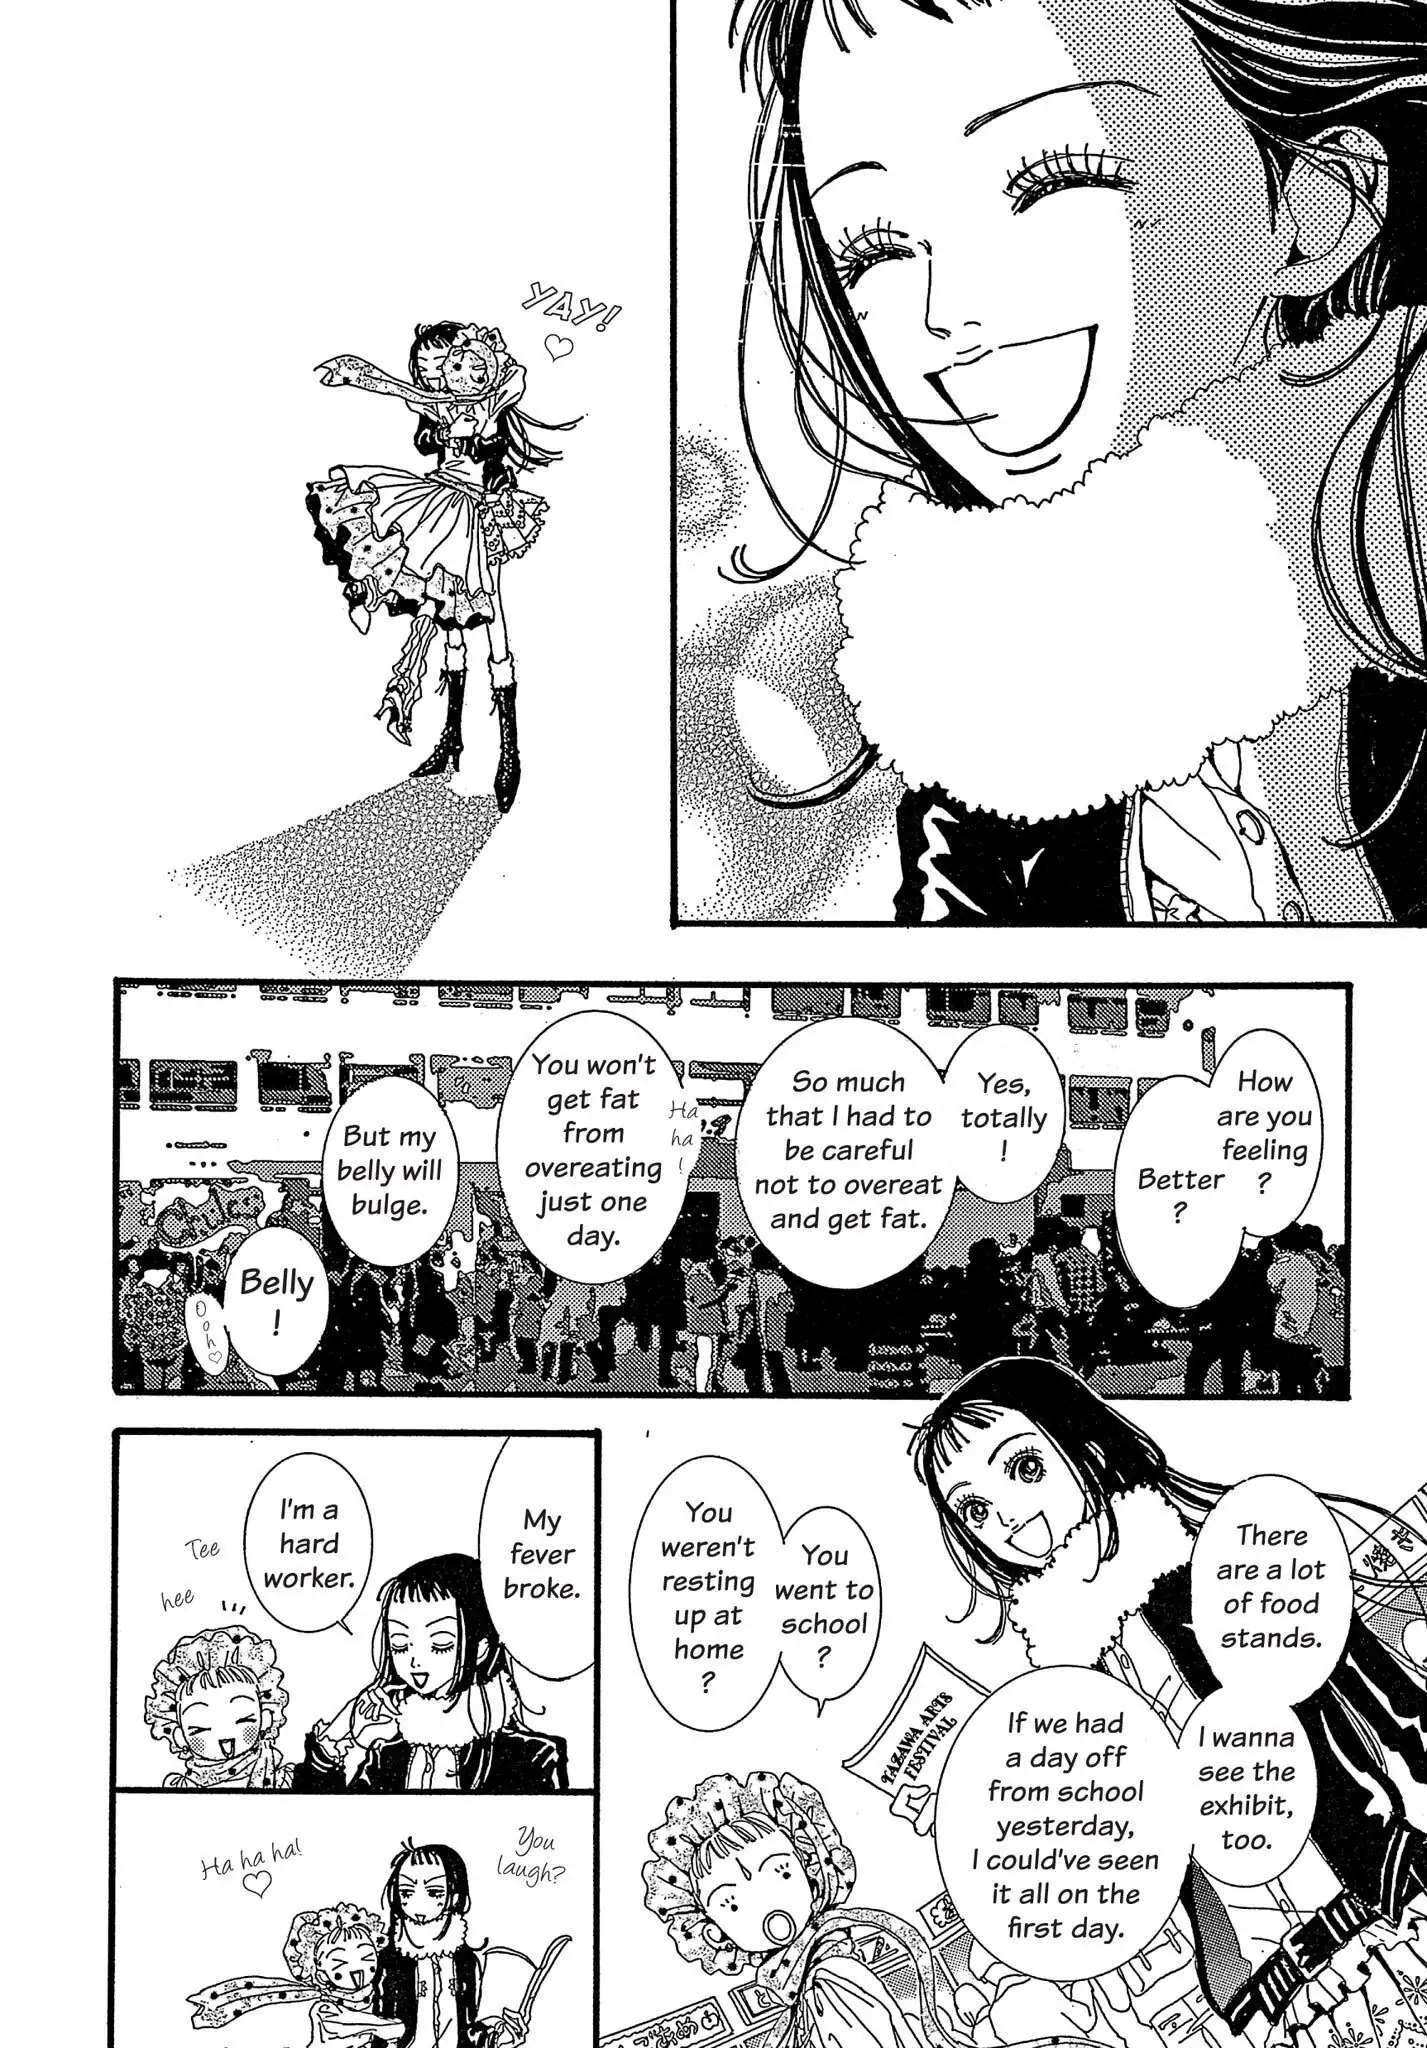 YAY!
How
are you
feeling
?
Better
?
Yes,
totally
!
So much
that I had to
be careful
not to overeat
and get fat.
Ha
ha
!
You won't
get fat
from
overeating
just one
day.
But my
belly will
bulge.
Belly
!
Ooh
There
are a lot
of food
stands.
I wanna
see the
exhibit,
too.
If we had
a day off
from school
yesterday,
I could've seen
it all on the
first day.
YAZAWA ARTS
FESTIVAL
You
went to
school
?
You
weren't
resting
up at
home
?
My
fever
broke.
I'm a
hard
worker.
Tee
hee
You
laugh?
Ha ha ha!